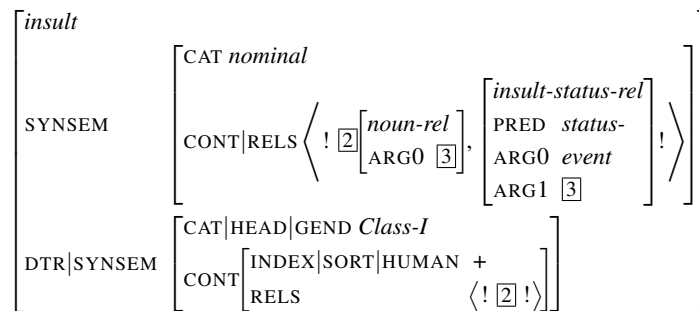 insult
SYNSEM
CAT nominal
CONT|RELS ⟨ ! 2 noun-rel
ARG0 3 , insult-status-rel
PRED status-
ARG0 event
ARG1 3 ! ⟩
DTR|SYNSEM
CAT|HEAD|GEND Class-I
CONT INDEX|SORT|HUMAN +
RELS ⟨! 2 !⟩